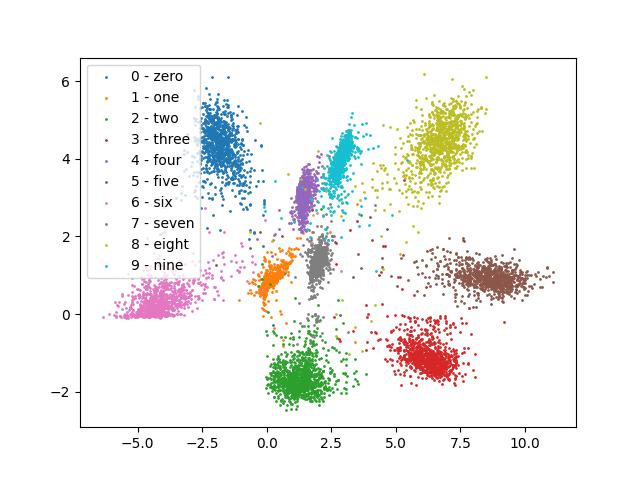 0 - zero
1 - one
2 - two
3 - three
4 - four
5 - five
6 - six
7 - seven
8 - eight
9 - nine
6
4
2
0
−2
−5.0 −2.5 0.0 2.5 5.0 7.5 10.0